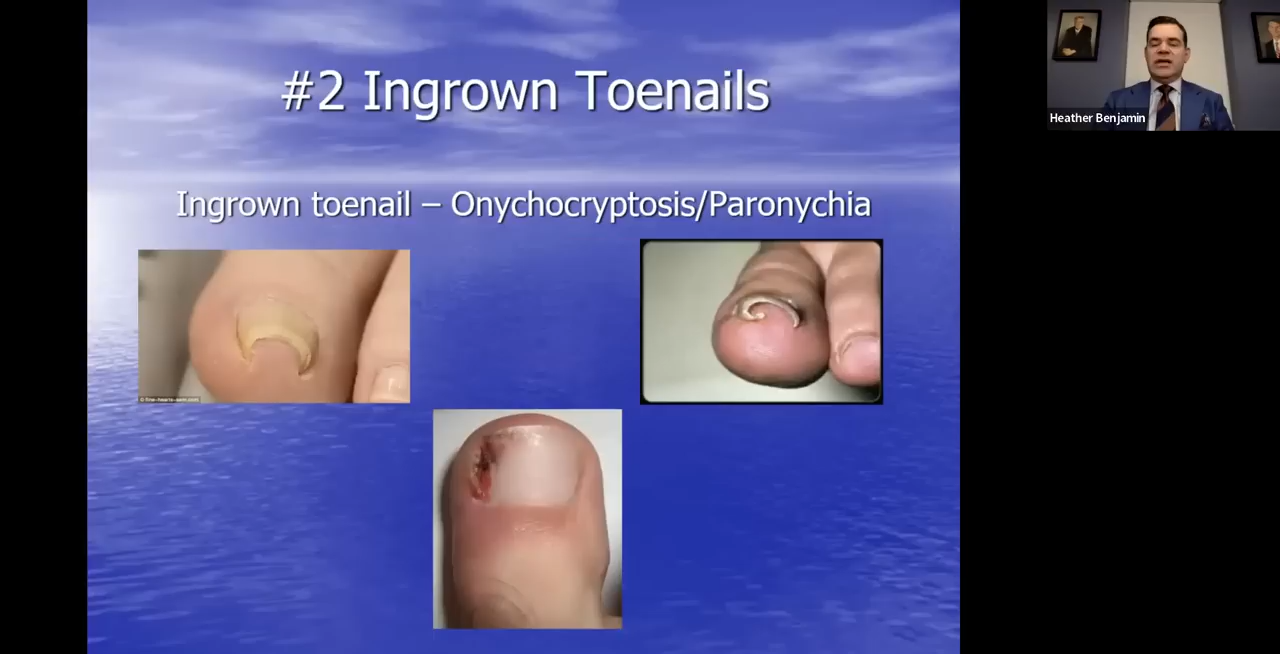 #2 Ingrown Toenails
Heather Benjamin
Ingrown toenail – Onychocryptosis/Paronychia